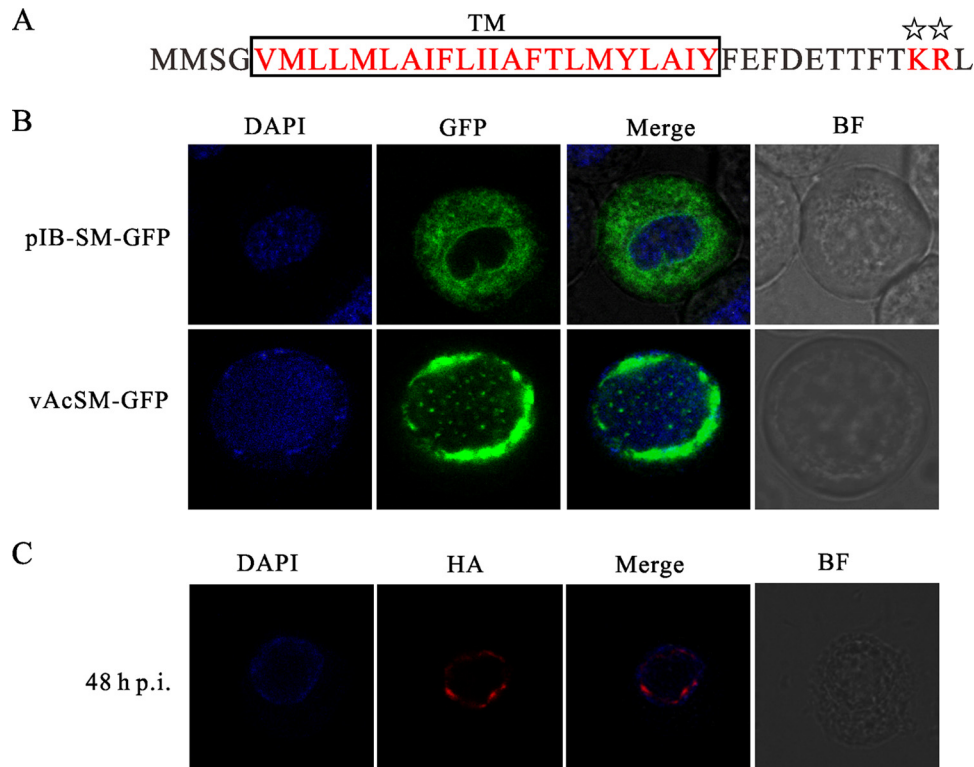 A
TM
☆☆
MMSGVMLLMLAIFLIIAFTLMYLAIYFEFDETTFTKRL
B
DAPI GFP Merge BF
pIB-SM-GFP
vAcSM-GFP
C
DAPI HA Merge BF
48 h p.i.